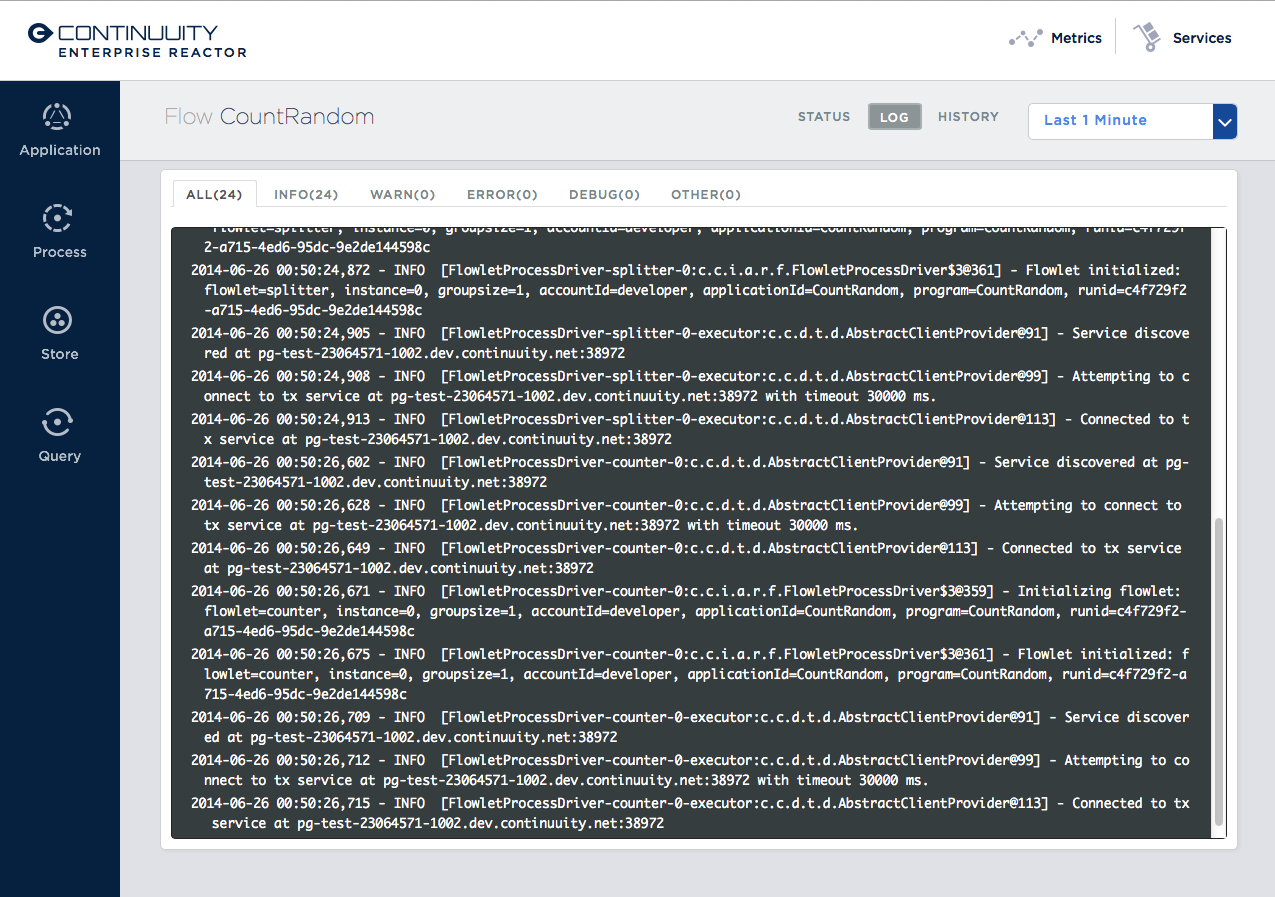 CONTINUUITY
ENTERPRISE REACTOR
Metrics
Services
Application
Process
Store
Query
Flow CountRandom
STATUS
LOG
HISTORY
Last 1 Minute
ALL(24)
INFO(24)
WARN(0)
ERROR(0)
DEBUG(0)
OTHER(0)
flowlet=splitter, instance=0, groupsize=1, accountId=developer, applicationId=CountRandom, program=CountRandom, runid=c4f729f
2-a715-4ed6-95dc-9e2de144598c
2014-06-26 00:50:24,872 - INFO  [FlowletProcessDriver-splitter-0:c.c.i.a.r.f.FlowletProcessDriver$3@361] - Flowlet initialized:
flowlet=splitter, instance=0, groupsize=1, accountId=developer, applicationId=CountRandom, program=CountRandom, runid=c4f729f2
-a715-4ed6-95dc-9e2de144598c
2014-06-26 00:50:24,905 - INFO  [FlowletProcessDriver-splitter-0-executor:c.c.d.t.d.AbstractClientProvider@91] - Service discove
red at pg-test-23064571-1002.dev.continuuity.net:38972
2014-06-26 00:50:24,908 - INFO  [FlowletProcessDriver-splitter-0-executor:c.c.d.t.d.AbstractClientProvider@99] - Attempting to c
onnect to tx service at pg-test-23064571-1002.dev.continuuity.net:38972 with timeout 30000 ms.
2014-06-26 00:50:24,913 - INFO  [FlowletProcessDriver-splitter-0-executor:c.c.d.t.d.AbstractClientProvider@113] - Connected to t
x service at pg-test-23064571-1002.dev.continuuity.net:38972
2014-06-26 00:50:26,602 - INFO  [FlowletProcessDriver-counter-0:c.c.d.t.d.AbstractClientProvider@91] - Service discovered at pg-
test-23064571-1002.dev.continuuity.net:38972
2014-06-26 00:50:26,628 - INFO  [FlowletProcessDriver-counter-0:c.c.d.t.d.AbstractClientProvider@99] - Attempting to connect to
tx service at pg-test-23064571-1002.dev.continuuity.net:38972 with timeout 30000 ms.
2014-06-26 00:50:26,649 - INFO  [FlowletProcessDriver-counter-0:c.c.d.t.d.AbstractClientProvider@113] - Connected to tx service
at pg-test-23064571-1002.dev.continuuity.net:38972
2014-06-26 00:50:26,671 - INFO  [FlowletProcessDriver-counter-0:c.c.i.a.r.f.FlowletProcessDriver$3@359] - Initializing flowlet:
flowlet=counter, instance=0, groupsize=1, accountId=developer, applicationId=CountRandom, program=CountRandom, runid=c4f729f2-
a715-4ed6-95dc-9e2de144598c
2014-06-26 00:50:26,675 - INFO  [FlowletProcessDriver-counter-0:c.c.i.a.r.f.FlowletProcessDriver$3@361] - Flowlet initialized: f
lowlet=counter, instance=0, groupsize=1, accountId=developer, applicationId=CountRandom, program=CountRandom, runid=c4f729f2-a
715-4ed6-95dc-9e2de144598c
2014-06-26 00:50:26,709 - INFO  [FlowletProcessDriver-counter-0-executor:c.c.d.t.d.AbstractClientProvider@91] - Service discover
ed at pg-test-23064571-1002.dev.continuuity.net:38972
2014-06-26 00:50:26,712 - INFO  [FlowletProcessDriver-counter-0-executor:c.c.d.t.d.AbstractClientProvider@99] - Attempting to co
nnect to tx service at pg-test-23064571-1002.dev.continuuity.net:38972 with timeout 30000 ms.
2014-06-26 00:50:26,715 - INFO  [FlowletProcessDriver-counter-0-executor:c.c.d.t.d.AbstractClientProvider@113] - Connected to tx
service at pg-test-23064571-1002.dev.continuuity.net:38972